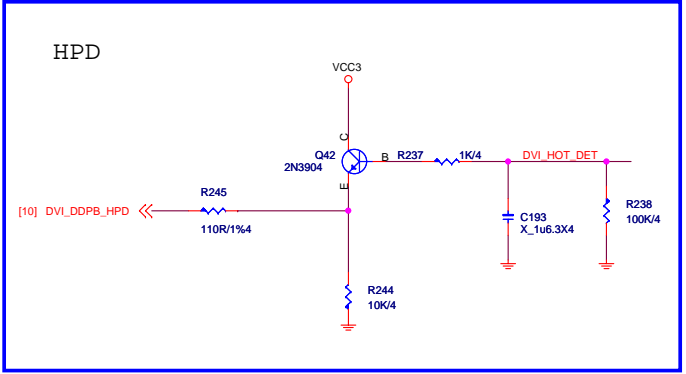 HPD
VCC3
C
Q42
2N3904
B
R237
1K/4
DVI_HOT_DET
E
R245
[10] DVI_DDPB_HPD
110R/1%4
C193
X_1u6.3X4
R238
100K/4
R244
10K/4